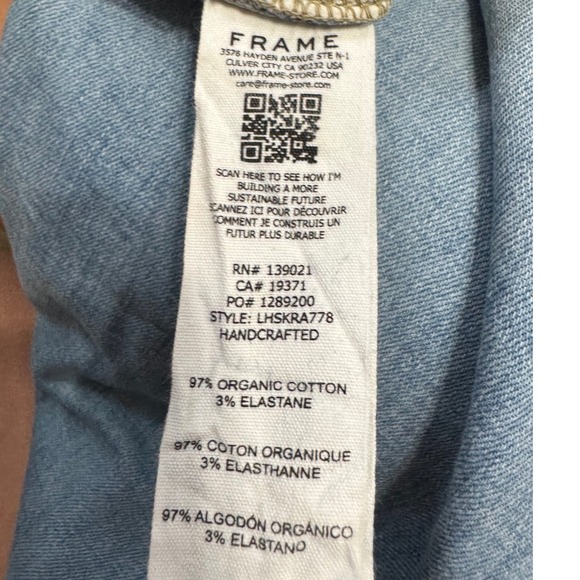 FRAME
3578 HAYDEN AVENUE STE N-1
CULVER CITY CA 90232 USA
WWW.FRAME-STORE.COM
care@frame-store.com
SCAN HERE TO SEE HOW I'M
BUILDING A MORE
SUSTAINABLE FUTURE
SCANNEZ ICI POUR DÉCOUVRIR
COMMENT JE CONSTRUIS UN
FUTUR PLUS DURABLE
RN# 139021
CA# 19371
PO# 1289200
STYLE: LHSKRA778
HANDCRAFTED
97% ORGANIC COTTON
3% ELASTANE
97% COTON ORGANIQUE
3% ELASTHANNE
97% ALGODÓN ORGÁNICO
3% ELASTANO